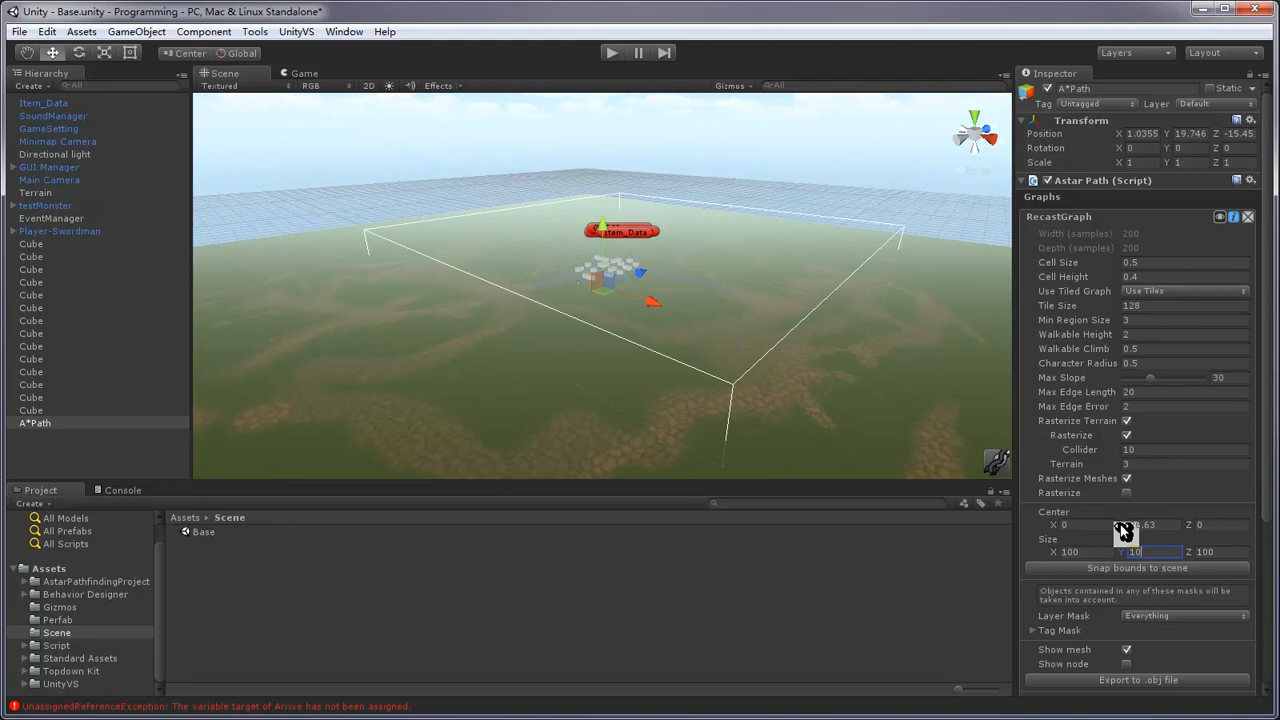 Unity - Base.unity - Programming - PC, Mac & Linux Standalone*
File Edit Assets GameObject Component Tools UnityVS Window Help
Center Global Layers Layout
Hierarchy
Create All
Item_Data
SoundManager
GameSetting
Minimap Camera
Directional light
GUI Manager
Main Camera
Terrain
testMonster
EventManager
Player-Swordman
Cube
Cube
Cube
Cube
Cube
Cube
Cube
Cube
Cube
Cube
Cube
Cube
Cube
Cube
A*Path
Scene Game
Textured RGB 2D Effects Gizmos All
Item_Data
Inspector
A*Path Static
Tag Untagged Layer Default
Transform
Position X 1.0355 Y 19.746 Z -15.45
Rotation X 0 Y 0 Z 0
Scale X 1 Y 1 Z 1
Astar Path (Script)
Graphs
RecastGraph
Width (samples) 200
Depth (samples) 200
Cell Size 0.5
Cell Height 0.4
Use Tiled Graph Use Tiles
Tile Size 128
Min Region Size 3
Walkable Height 2
Walkable Climb 0.5
Character Radius 0.5
Max Slope 30
Max Edge Length 20
Max Edge Error 2
Rasterize Terrain
Rasterize
Collider 10
Terrain 3
Rasterize Meshes
Rasterize
Center
X 0 .63 Z 0
Size
X 100 Y 10 Z 100
Snap bounds to scene
Objects contained in any of these masks will be
taken into account.
Layer Mask Everything
Tag Mask
Show mesh
Show node
Export to .obj file
Project Console
Create
All Models
All Prefabs
All Scripts
Assets
AstarPathfindingProject
Behavior Designer
Gizmos
Perfab
Scene
Script
Standard Assets
Topdown Kit
UnityVS
Assets ▸ Scene
Base
UnassignedReferenceException: The variable target of Arrive has not been assigned.